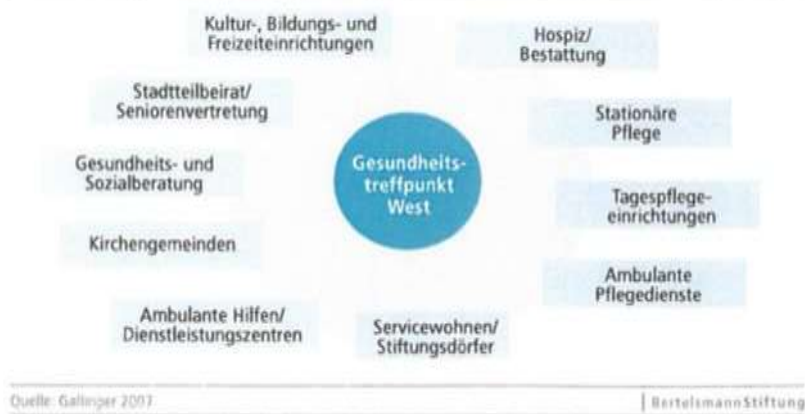 Kultur-, Bildungs- und
Freizeiteinrichtungen
Hospiz/
Bestattung
Stadtteilbeirat/
Seniorenvertretung
Stationäre
Pflege
Gesundheits-
treffpunkt
West
Gesundheits- und
Sozialberatung
Tagespflege-
einrichtungen
Kirchengemeinden
Ambulante
Pflegedienste
Ambulante Hilfen/
Dienstleistungszentren
Servicewohnen/
Stiftungsdörfer
Quelle: Gallinger 2007
BertelsmannStiftung